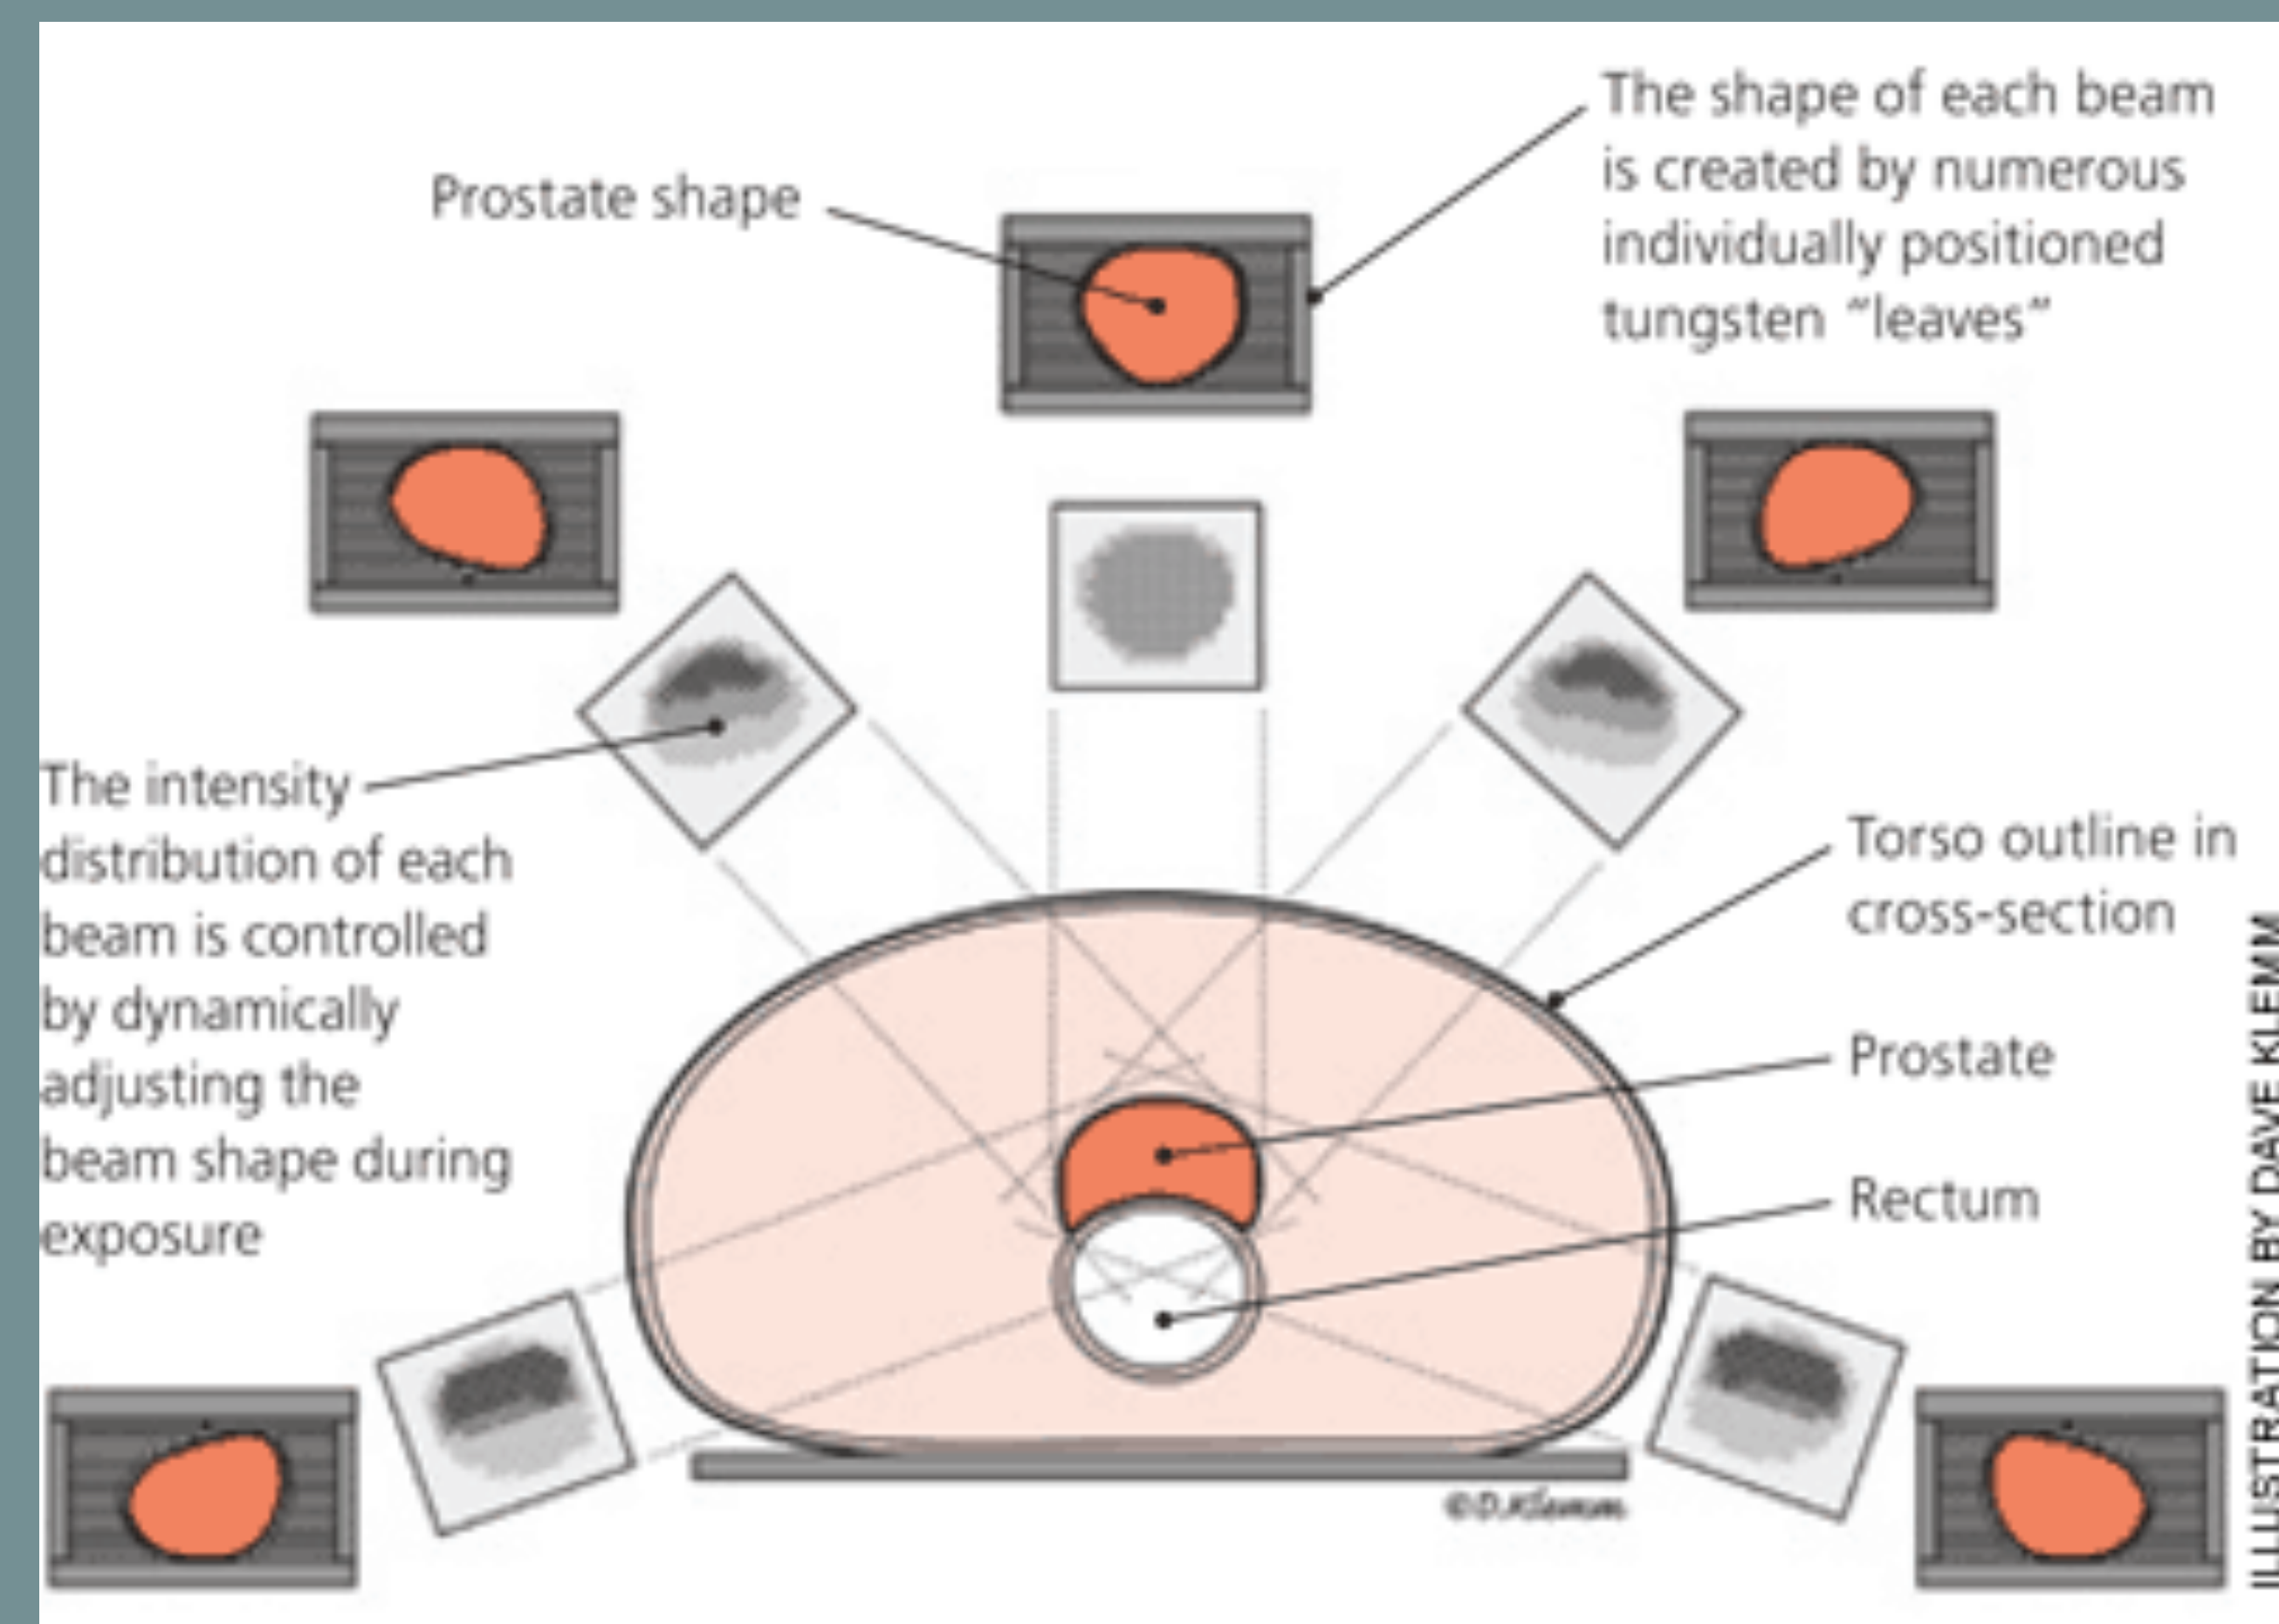 The shape of each beam
is created by numerous
individually positioned
tungsten “leaves”
Prostate shape
The intensity
distribution of each
beam is controlled
by dynamically
adjusting the
beam shape during
exposure
Torso outline in
cross-section
Prostate
Rectum
©D.Klemm
ILLUSTRATION BY DAVE KLEMM